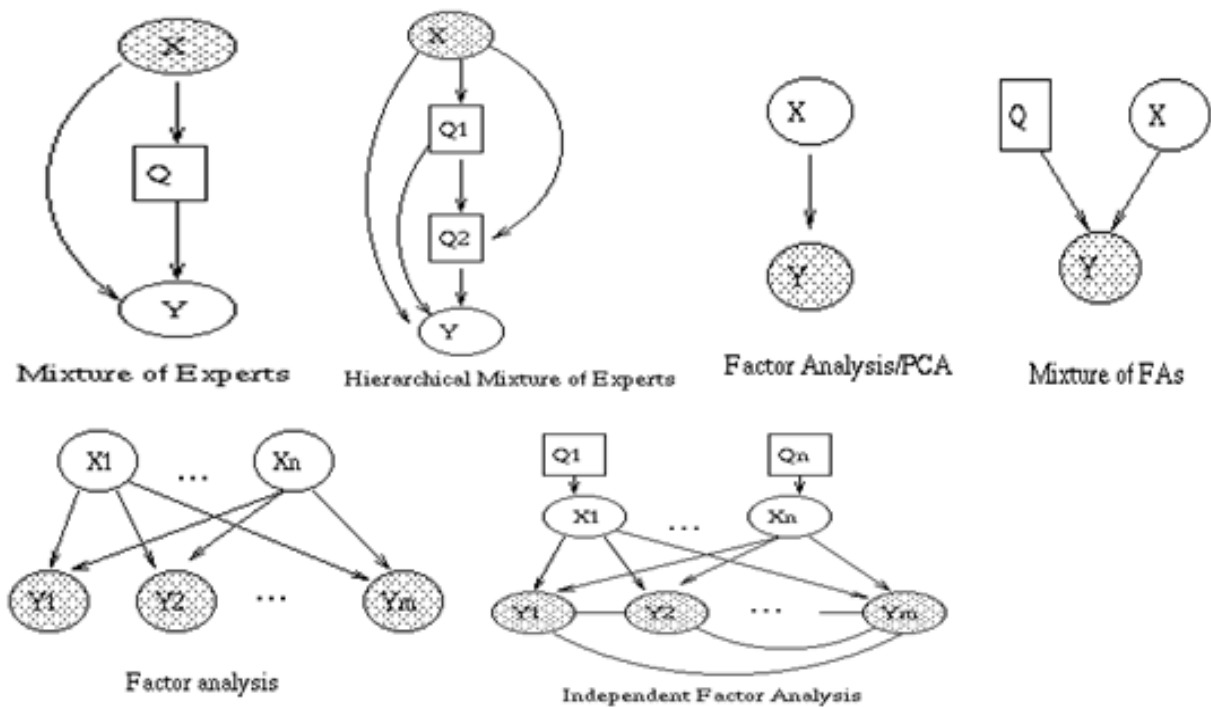 X
Q
Y
Mixture of Experts
X
Q1
Q2
Y
Hierarchical Mixture of Experts
X
Y
Factor Analysis/PCA
Q X
Y
Mixture of FAs
X1 ... Xn
Y1 Y2 ... Ym
Factor analysis
Q1 Qn
X1 ... Xn
Y1 Y2 ... Ym
Independent Factor Analysis